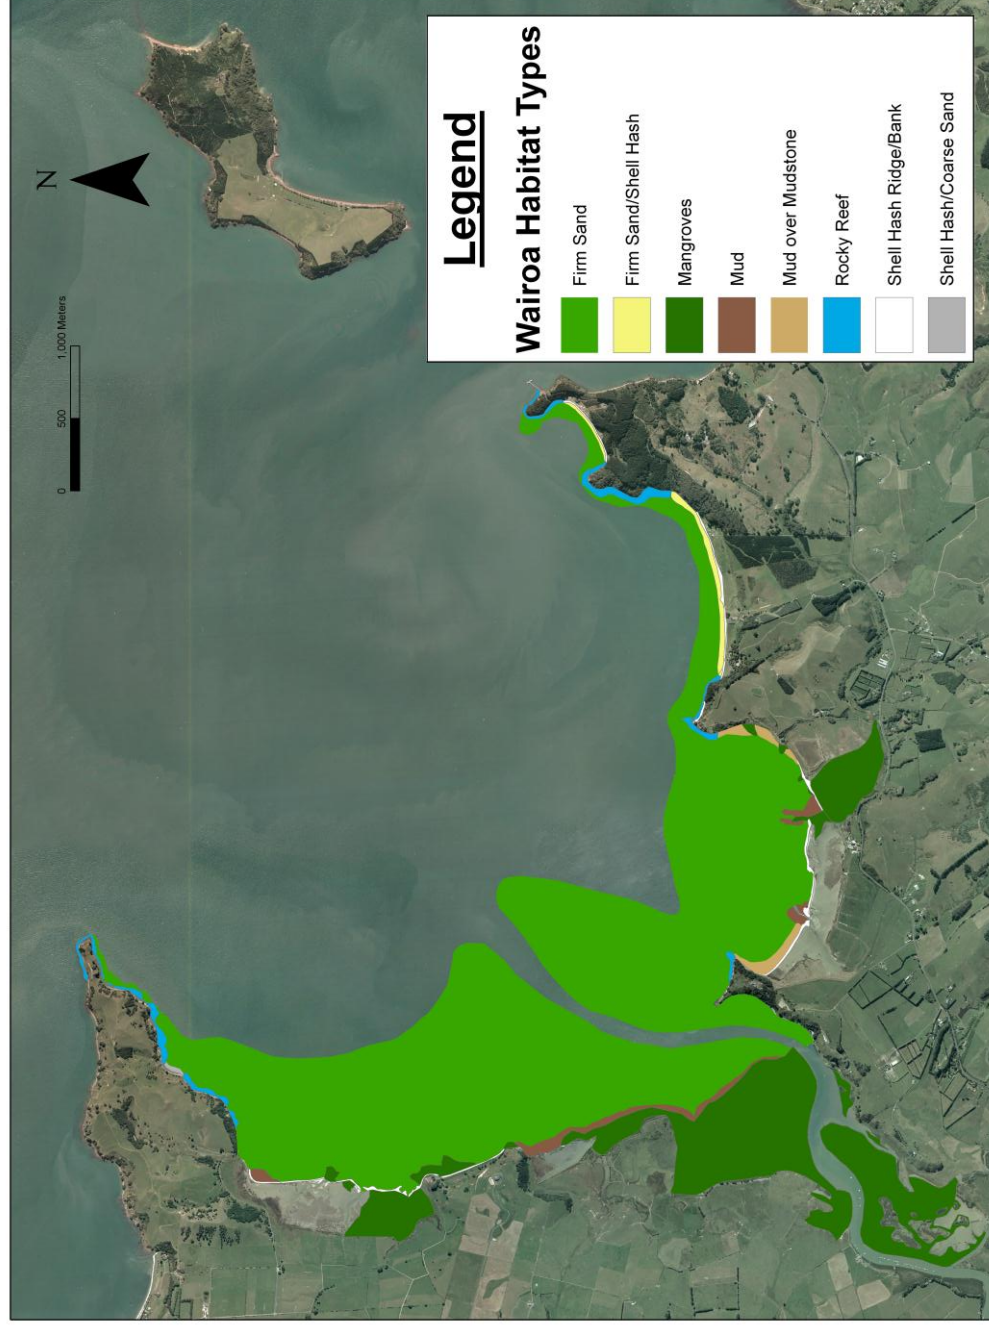 N
0 500 1,000 Meters
Legend
Wairoa Habitat Types
Firm Sand
Firm Sand/Shell Hash
Mangroves
Mud
Mud over Mudstone
Rocky Reef
Shell Hash Ridge/Bank
Shell Hash/Coarse Sand